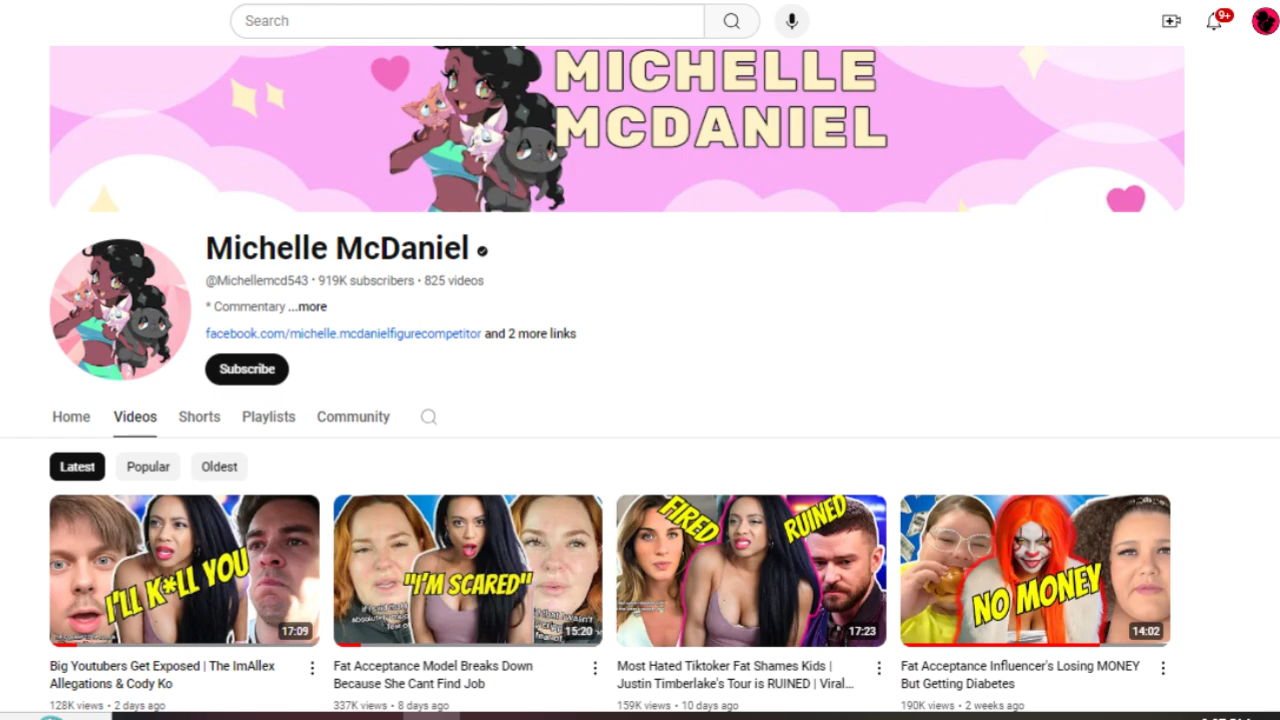 Search
9+
MICHELLE
MCDANIEL
Michelle McDaniel
@Michellemcd543 • 919K subscribers • 825 videos
* Commentary ...more
facebook.com/michelle.mcdanielfigurecompetitor and 2 more links
Subscribe
Home Videos Shorts Playlists Community
Latest Popular Oldest
I'LL K*LL YOU
17:09
"I'M SCARED"
15:20
FIRED
RUINED
17:23
NO MONEY
14:02
Big Youtubers Get Exposed | The ImAllex
Allegations & Cody Ko
128K views • 2 days ago
Fat Acceptance Model Breaks Down
Because She Cant Find Job
337K views • 8 days ago
Most Hated Tiktoker Fat Shames Kids |
Justin Timberlake's Tour is RUINED | Viral...
159K views • 10 days ago
Fat Acceptance Influencer's Losing MONEY
But Getting Diabetes
190K views • 2 weeks ago